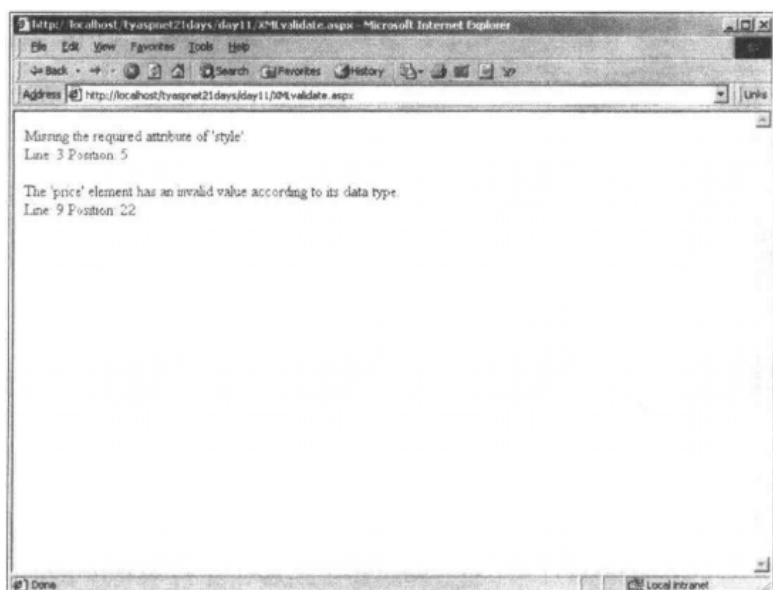 http://localhost/tyaspnet21days/day11/XMLvalidate.aspx - Microsoft Internet Explorer
File Edit View Favorites Tools Help
Back Search Favorites History
Address http://localhost/tyaspnet21days/day11/XMLvalidate.aspx Links
Missing the required attribute of 'style'.
Line: 3 Position: 5
The 'price' element has an invalid value according to its data type.
Line: 9 Position: 22
Done Local intranet